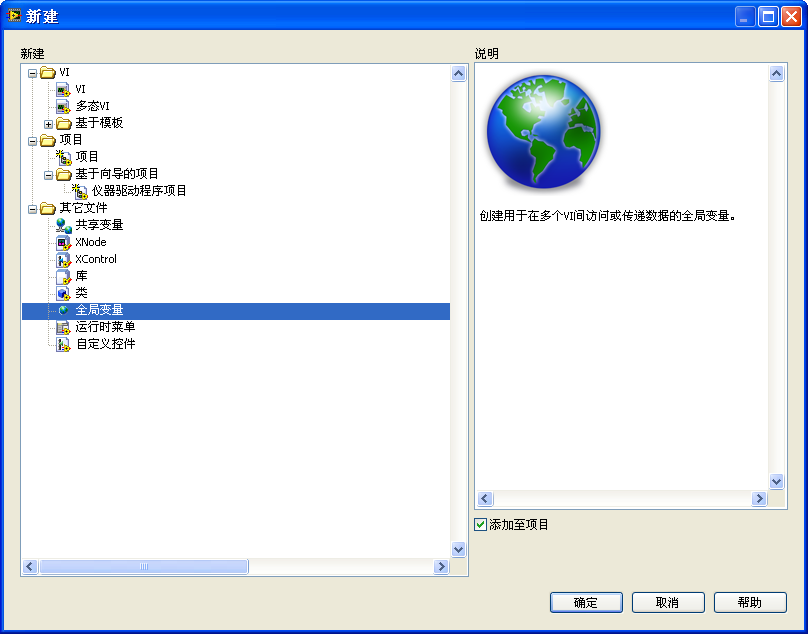 新建
新建
VI
VI
多态VI
基于模板
项目
项目
基于向导的项目
仪器驱动程序项目
其它文件
共享变量
XNode
XControl
库
类
全局变量
运行时菜单
自定义控件
说明
创建用于在多个VI间访问或传递数据的全局变量。
添加至项目
确定
取消
帮助